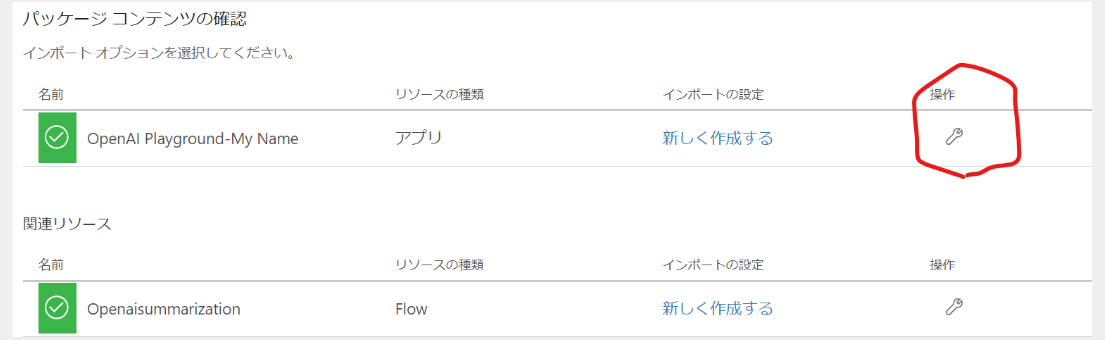 パッケージ コンテンツの確認
インポート オプションを選択してください。
名前 リソースの種類 インポートの設定 操作
OpenAI Playground-My Name アプリ 新しく作成する
関連リソース
名前 リソースの種類 インポートの設定 操作
Openaisummarization Flow 新しく作成する